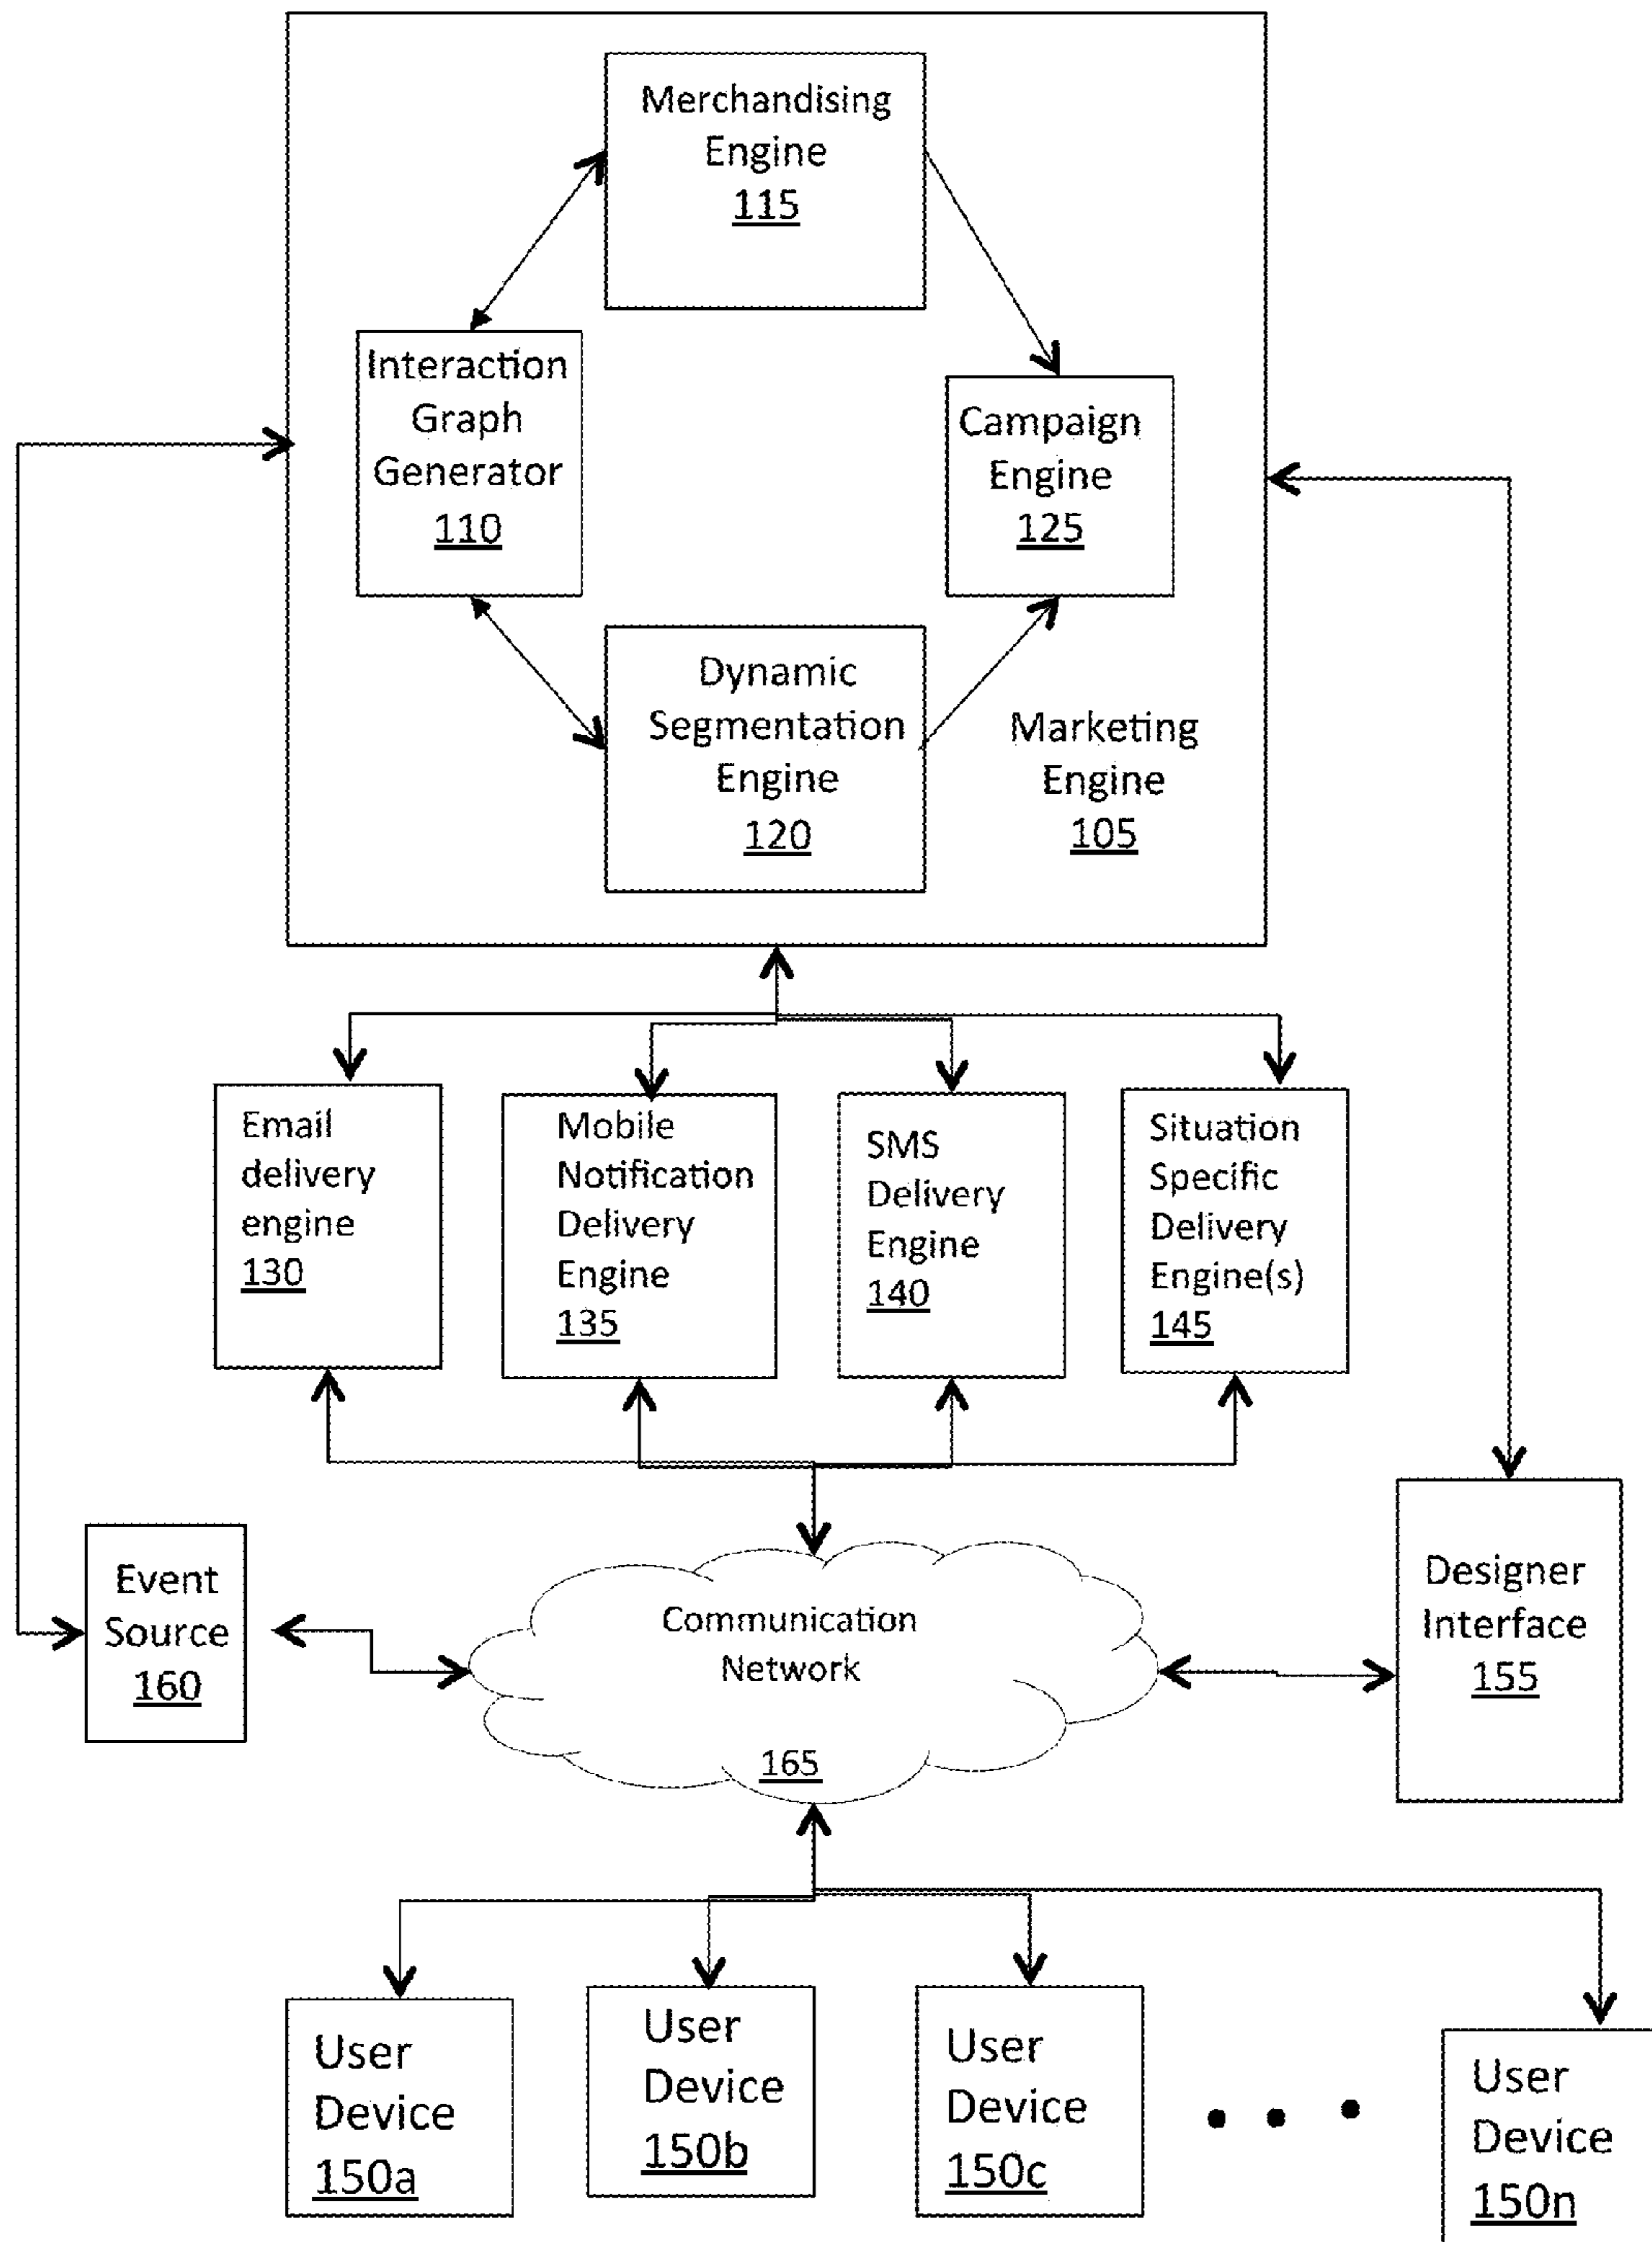 Merchandising
Engine
115
Interaction
Graph
Generator
110
Campaign
Engine
125
Dynamic
Segmentation
Engine
120
Marketing
Engine
105
Email
delivery
engine
130
Mobile
Notification
Delivery
Engine
135
SMS
Delivery
Engine
140
Situation
Specific
Delivery
Engine(s)
145
Event
Source
160
Communication
Network
165
Designer
Interface
155
User
Device
150a
User
Device
150b
User
Device
150c
User
Device
150n